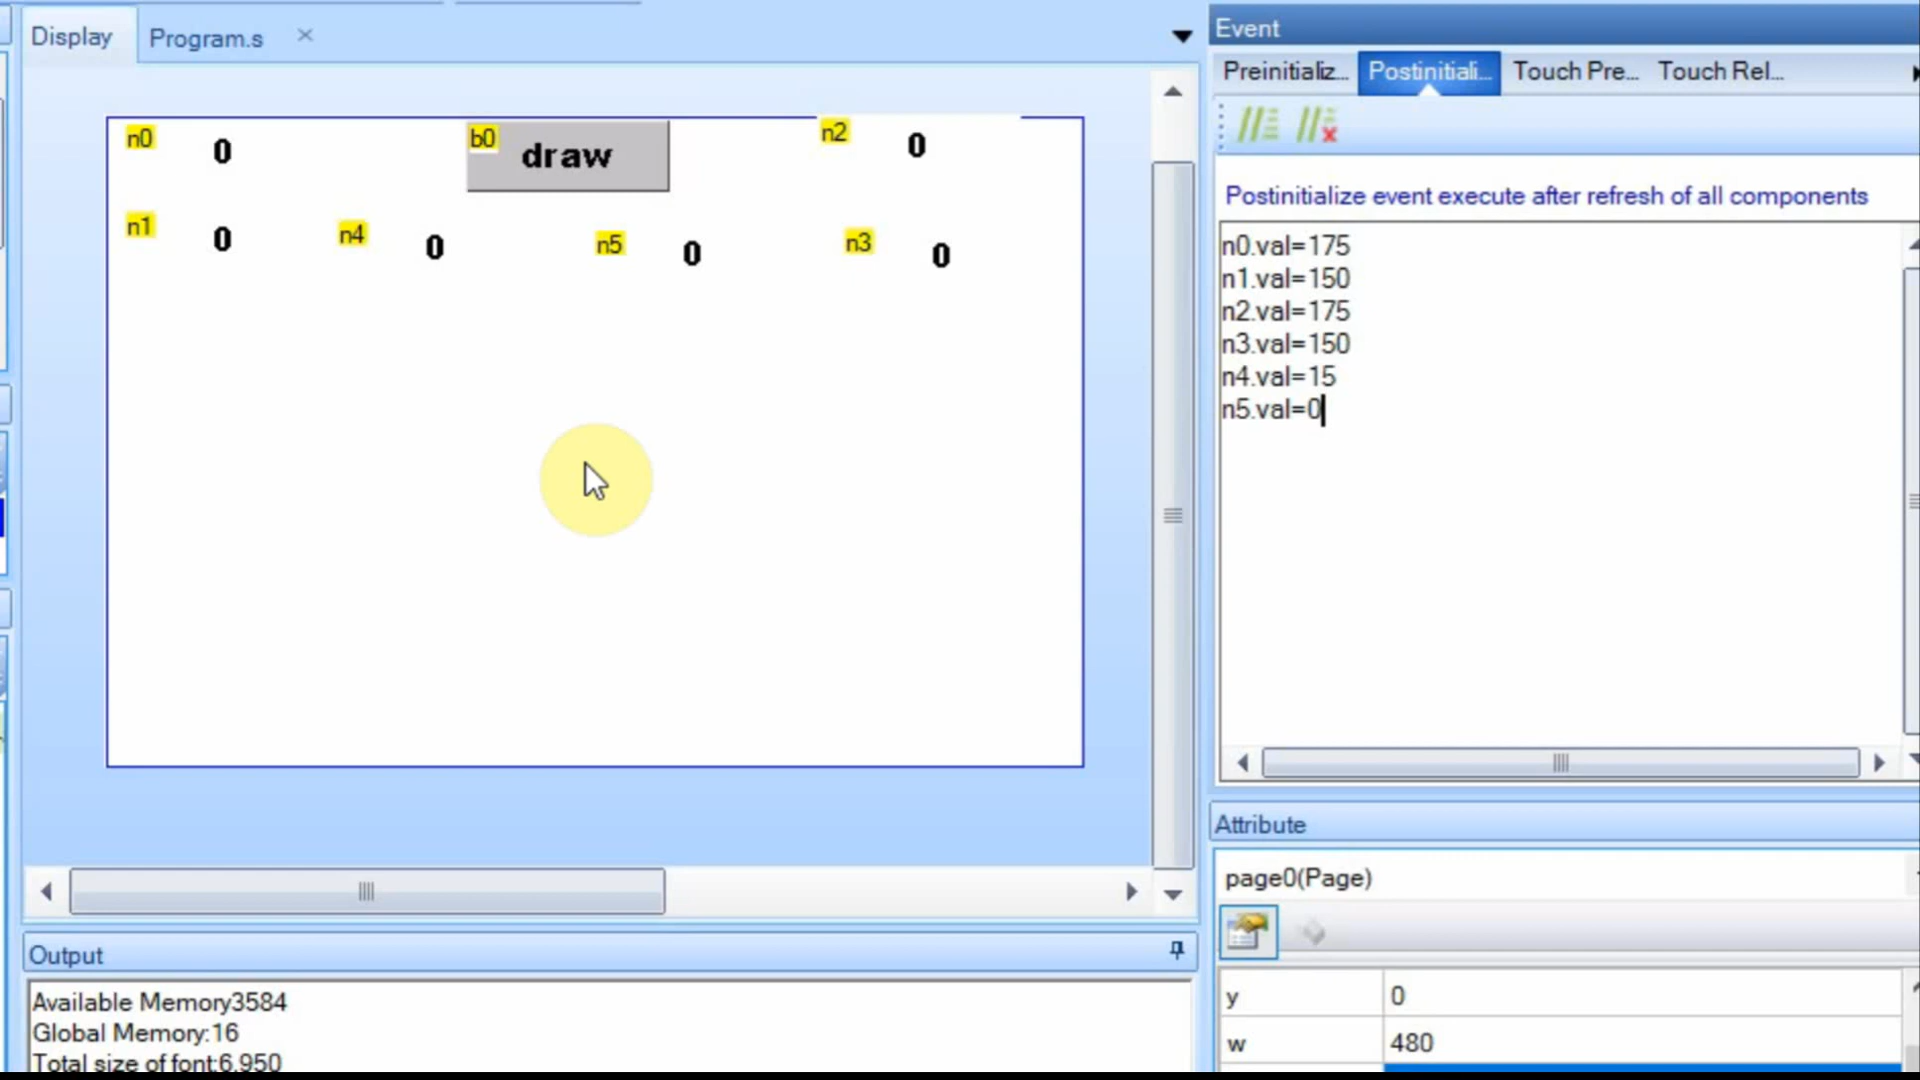 Display
Program.s
n0
0
b0
draw
n2
0
n1
0
n4
0
n5
0
n3
0
Output
Available Memory3584
Global Memory:16
Total size of font:6,950
Event
Preinitializ...
Postinitiali...
Touch Pre...
Touch Rel...
Postinitialize event execute after refresh of all components
n0.val=175
n1.val=150
n2.val=175
n3.val=150
n4.val=15
n5.val=0
Attribute
page0(Page)
y
0
w
480